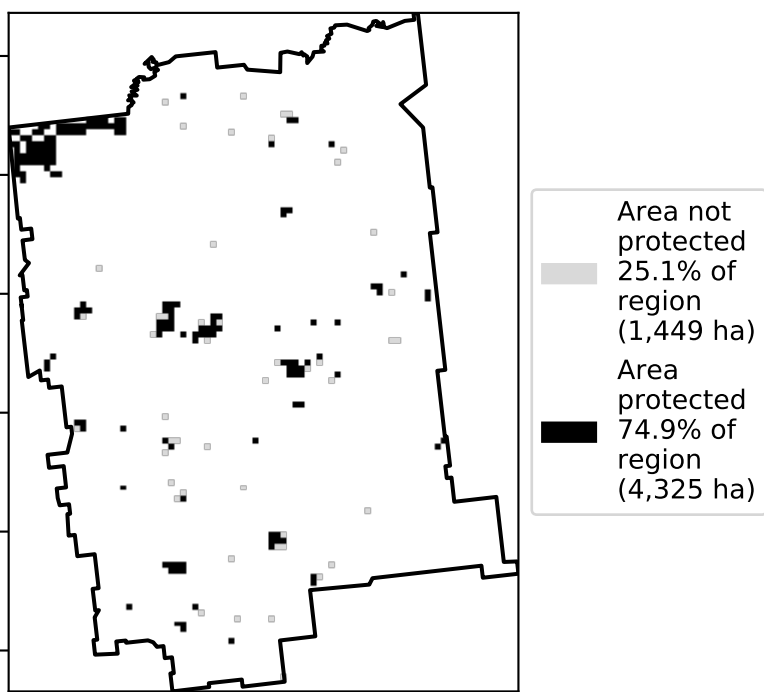 Area not
protected
25.1% of
region
(1,449 ha)
Area
protected
74.9% of
region
(4,325 ha)